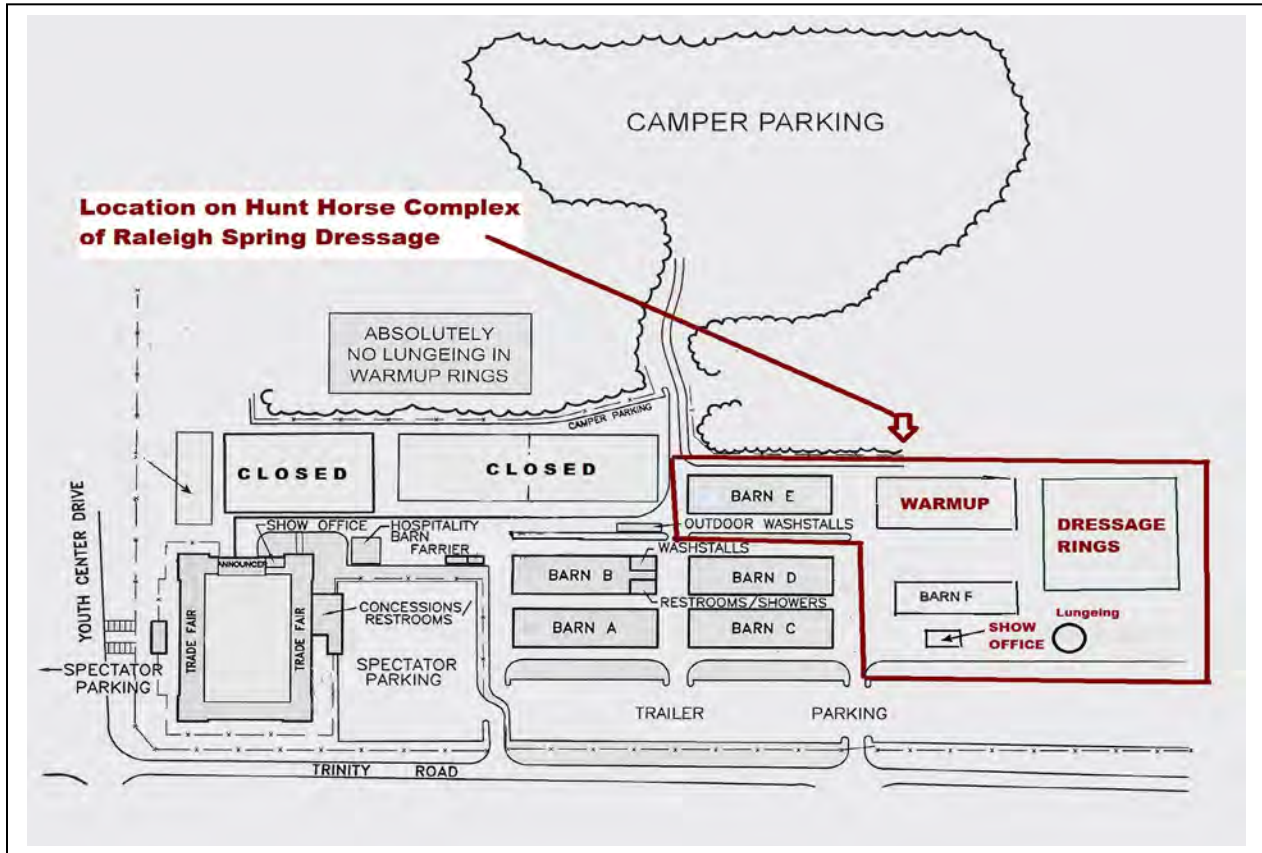 CAMPER PARKING
Location on Hunt Horse Complex
of Raleigh Spring Dressage
ABSOLUTELY
NO LUNGEING IN
WARMUP RINGS
CAMPER PARKING
CLOSED
CLOSED
BARN E
WARMUP
DRESSAGE
RINGS
SHOW OFFICE
HOSPITALITY
BARN
FARRIER
OUTDOOR WASHSTALLS
WASHSTALLS
ANNOUNCER
BARN B
BARN D
BARN F
CONCESSIONS/
RESTROOMS
RESTROOMS/SHOWERS
YOUTH CENTER DRIVE
TRADE FAIR
TRADE FAIR
BARN A
BARN C
Lungeing
SHOW
OFFICE
SPECTATOR
PARKING
SPECTATOR
PARKING
TRAILER PARKING
TRINITY ROAD